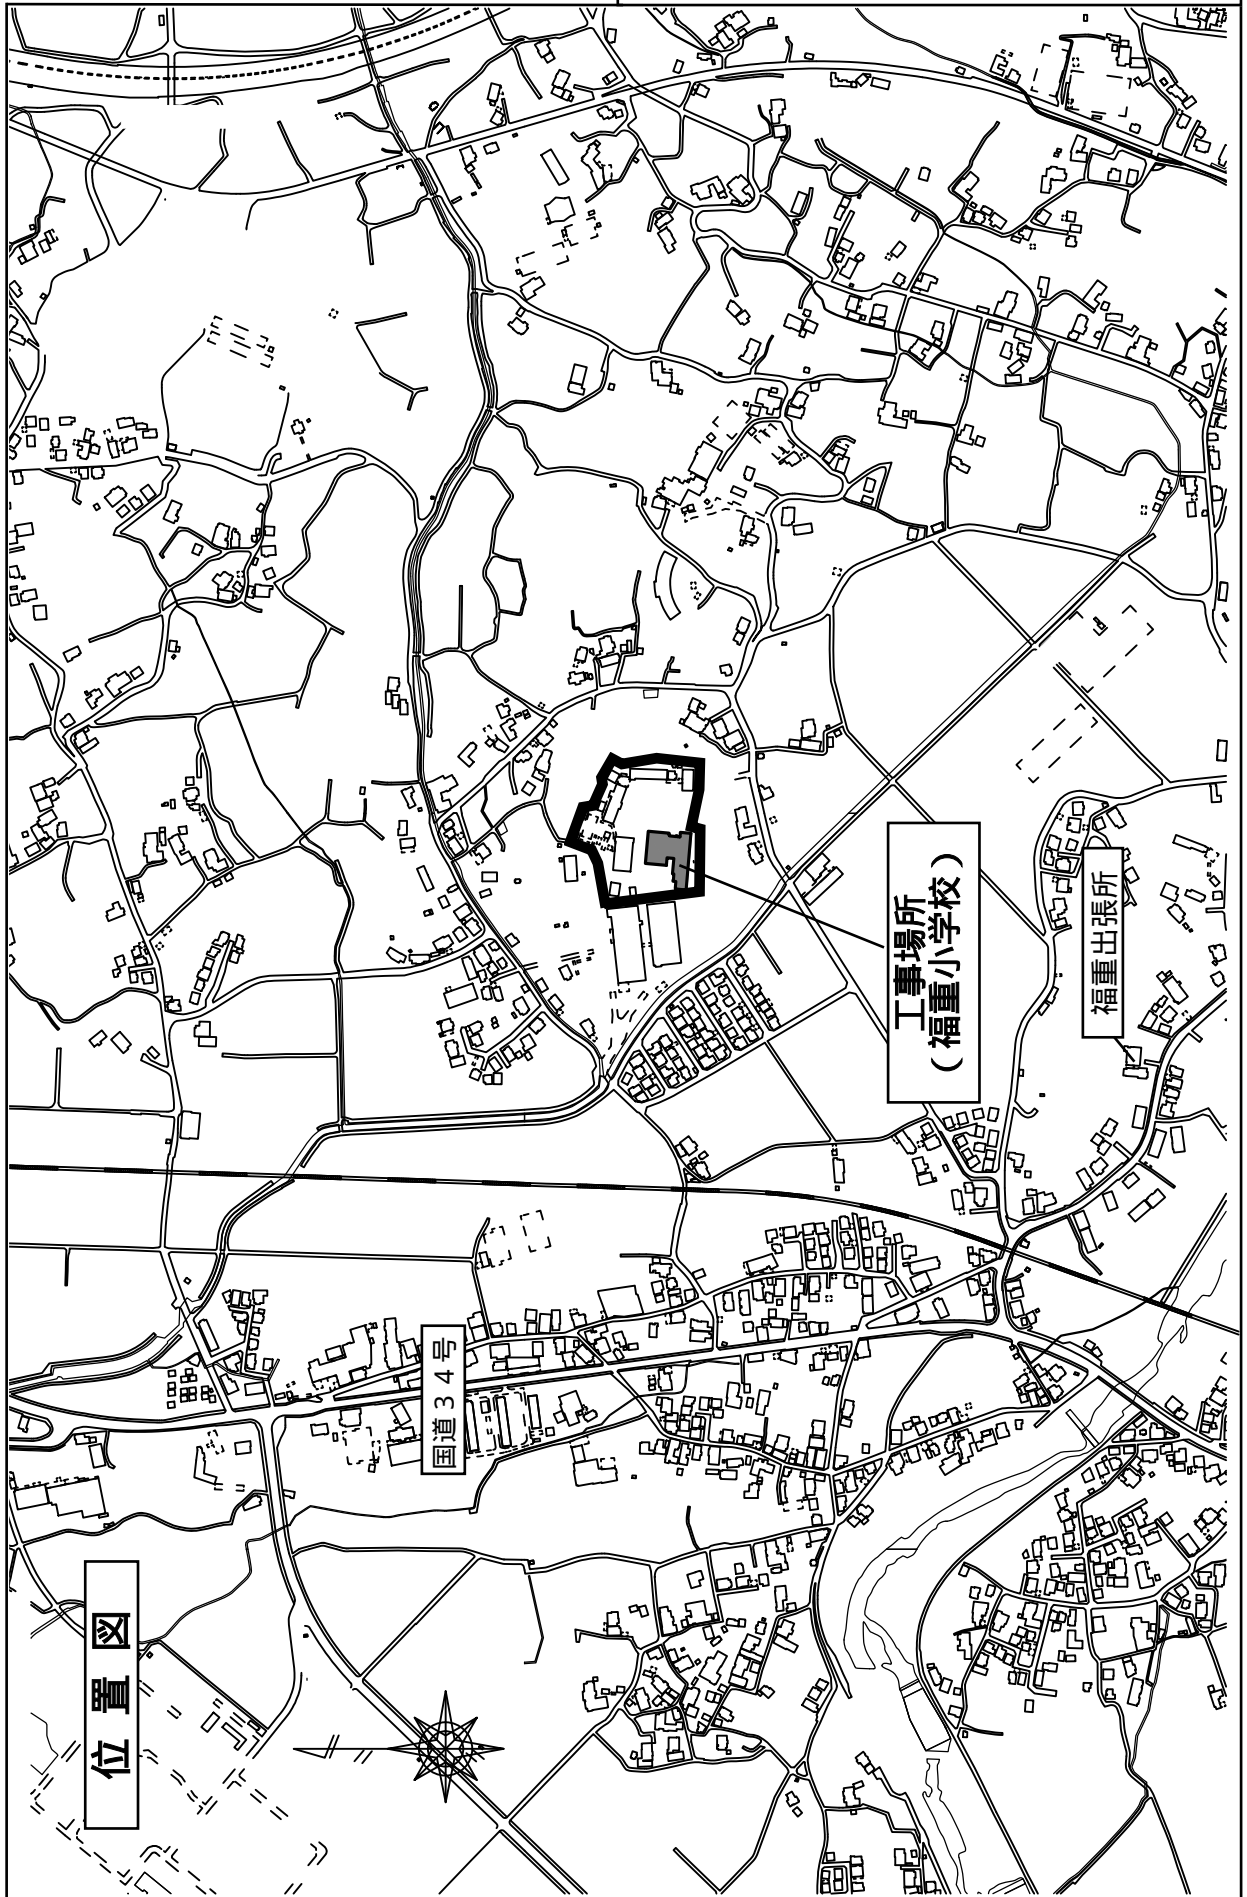 位置図
国道３４号
工事場所
（福重小学校）
福重出張所